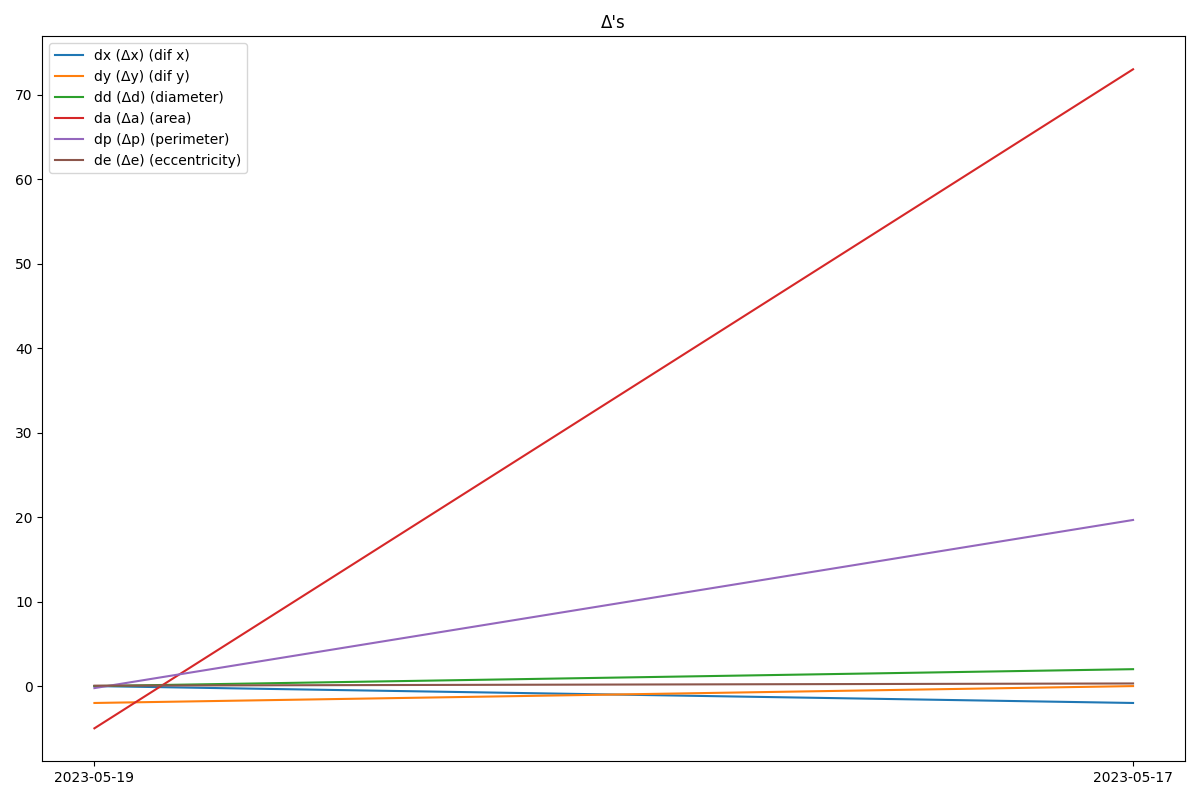 Δ's
dx (Δx) (dif x)
dy (Δy) (dif y)
dd (Δd) (diameter)
da (Δa) (area)
dp (Δp) (perimeter)
de (Δe) (eccentricity)
70
60
50
40
30
20
10
0
2023-05-19 2023-05-17